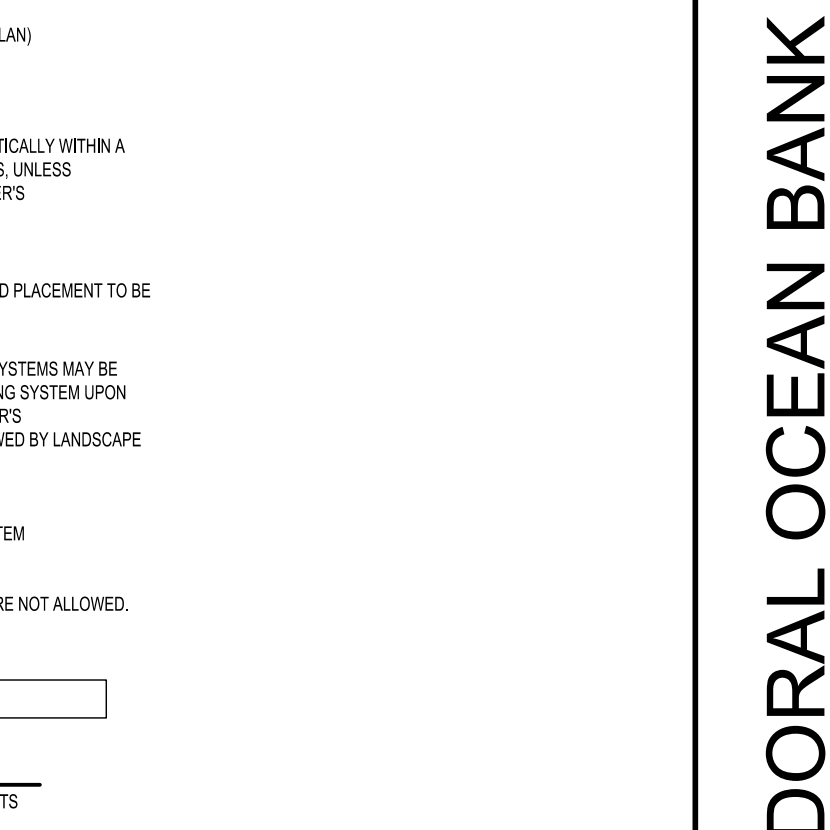 LAN)
TICALLY WITHIN A
S, UNLESS
ER'S
D PLACEMENT TO BE
YSTEMS MAY BE
NG SYSTEM UPON
R'S
WED BY LANDSCAPE
TEM
RE NOT ALLOWED.
TS
DORAL OCEAN BANK